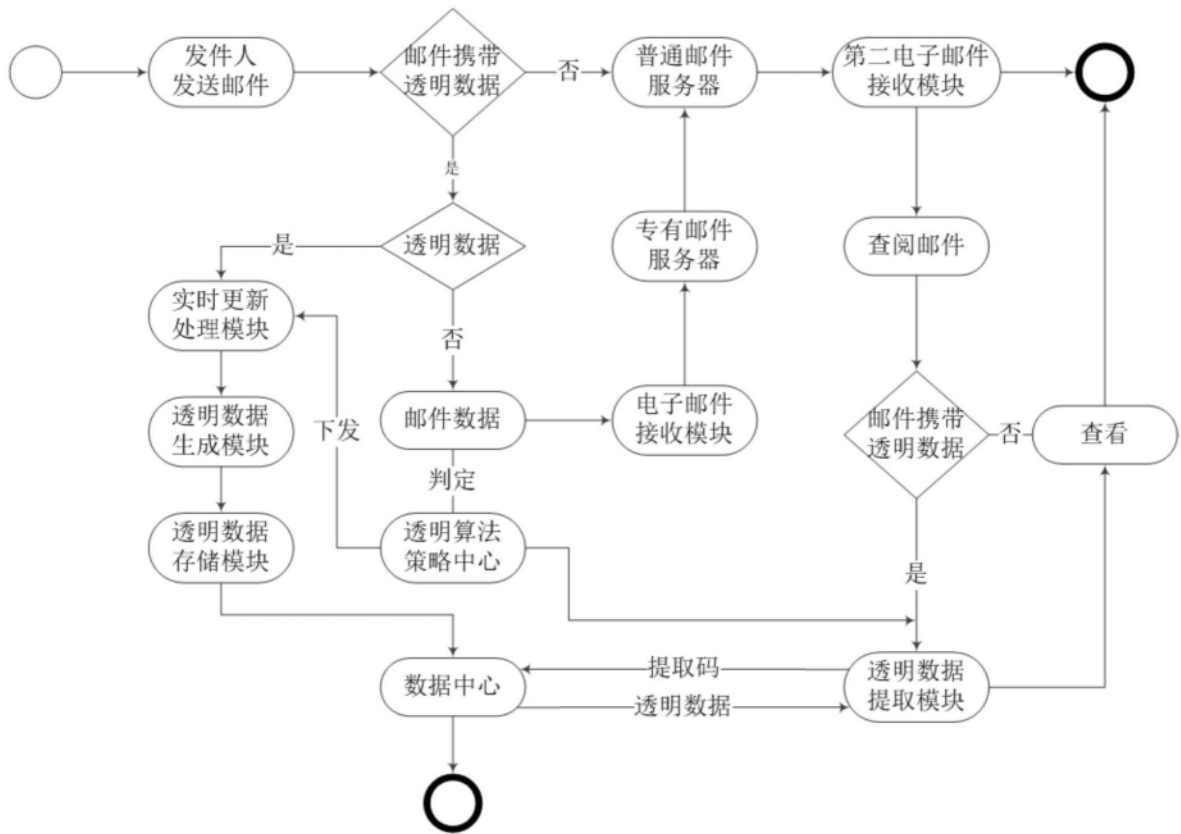 发件人
发送邮件
邮件携带
透明数据
否
普通邮件
服务器
第二电子邮件
接收模块
是
透明数据
是
专有邮件
服务器
查阅邮件
实时更新
处理模块
否
透明数据
生成模块
下发
邮件数据
电子邮件
接收模块
邮件携带
透明数据
否
查看
判定
透明数据
存储模块
透明算法
策略中心
是
数据中心
提取码
透明数据
透明数据
提取模块